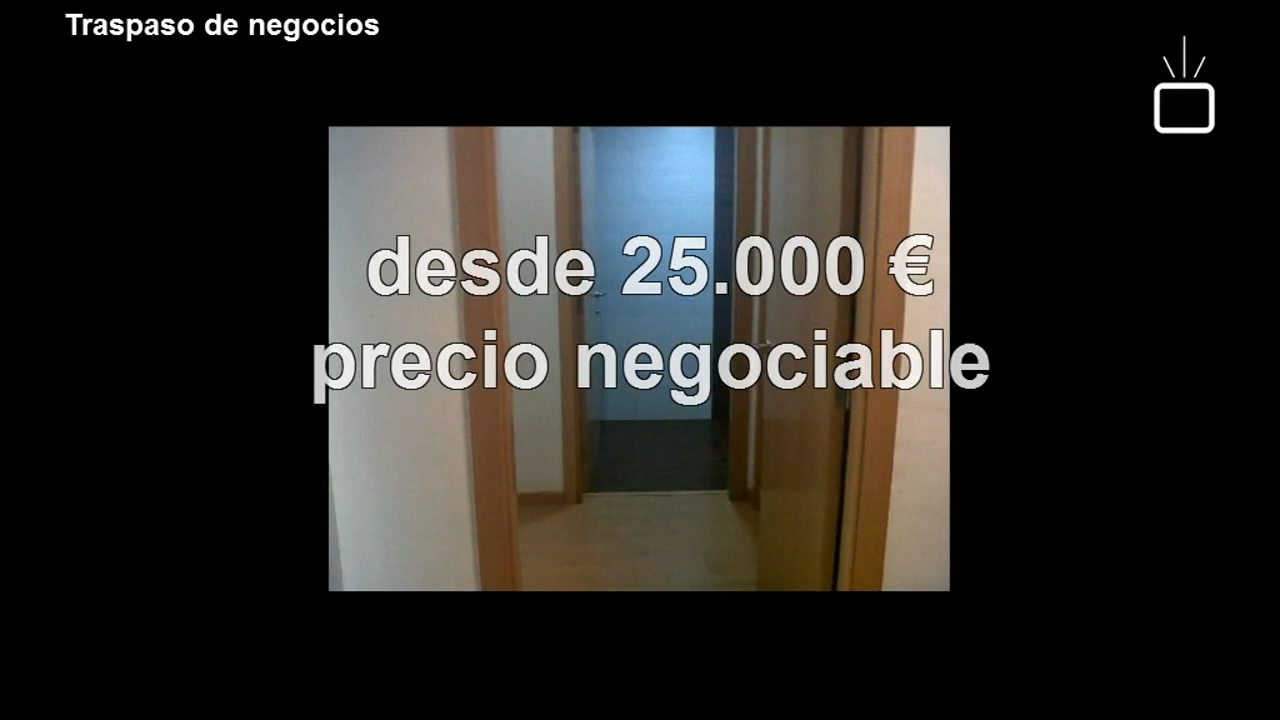 Traspaso de negocios
desde 25.000 €
precio negociable